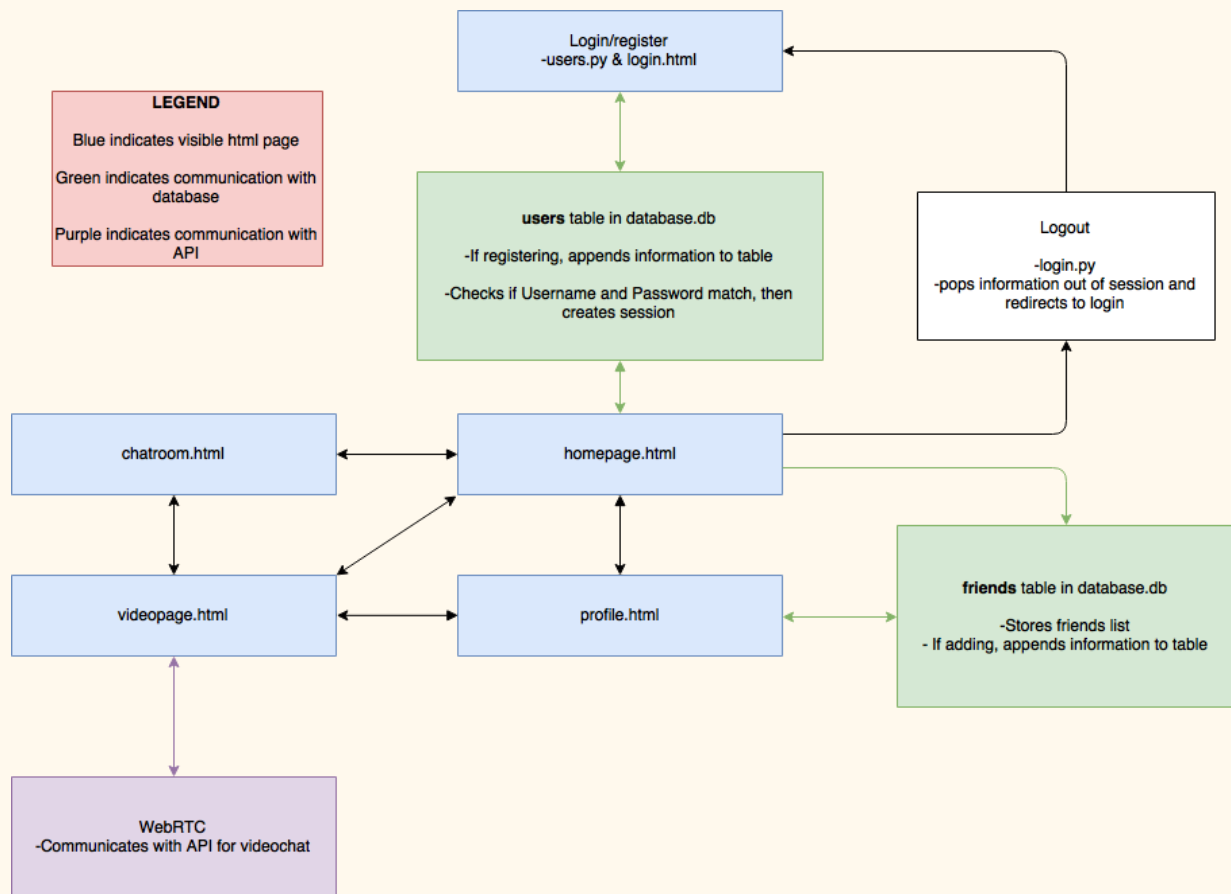 Login/register
-users.py & login.html
LEGEND
Blue indicates visible html page
Green indicates communication with
database
Purple indicates communication with
API
users table in database.db
-If registering, appends information to table
-Checks if Username and Password match, then
creates session
Logout
-login.py
-pops information out of session and
redirects to login
chatroom.html
homepage.html
videopage.html
profile.html
friends table in database.db
-Stores friends list
- If adding, appends information to table
WebRTC
-Communicates with API for videochat